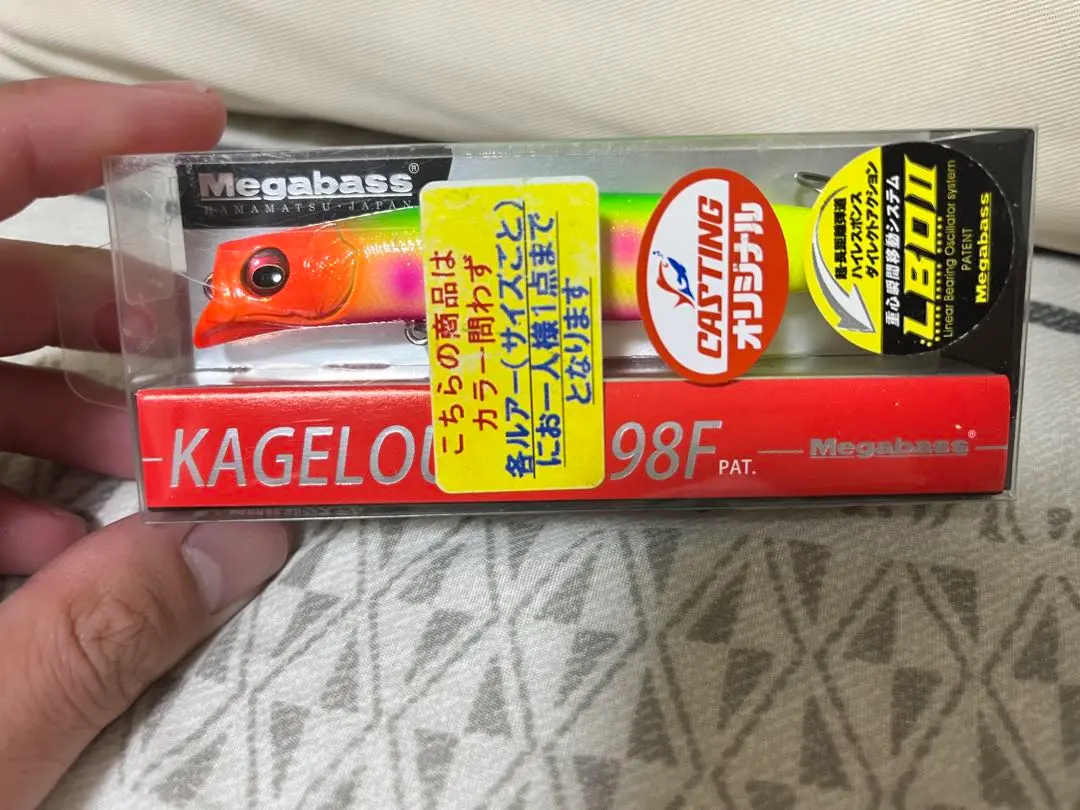 Megabass®
HAMAMATSU·JAPAN
こちらの商品は
カラー問わず
各ルアー(サイズごと)
にお一人様1点まで
となります
CASTING
オリジナル
超・長距離弾道
ハイレスポンス
ダイレクトアクション
重心瞬間移動システム
LBOII
Linear Bearing Oscillator system
PATENT
Megabass
KAGELOU 98F PAT.
Megabass®